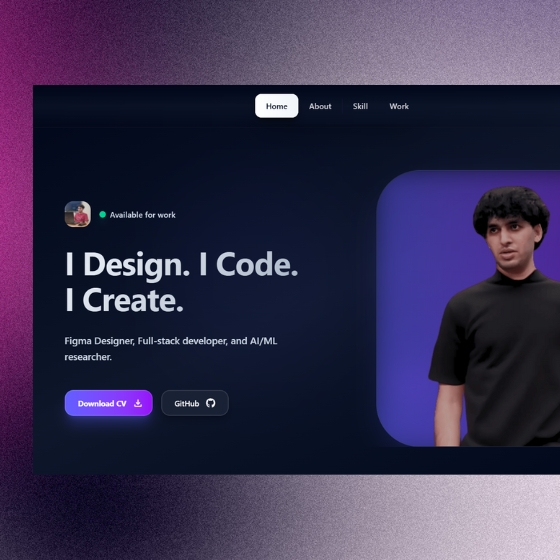 Home About Skill Work
Available for work
I Design. I Code.
I Create.
Figma Designer, Full-stack developer, and AI/ML
researcher.
Download CV GitHub